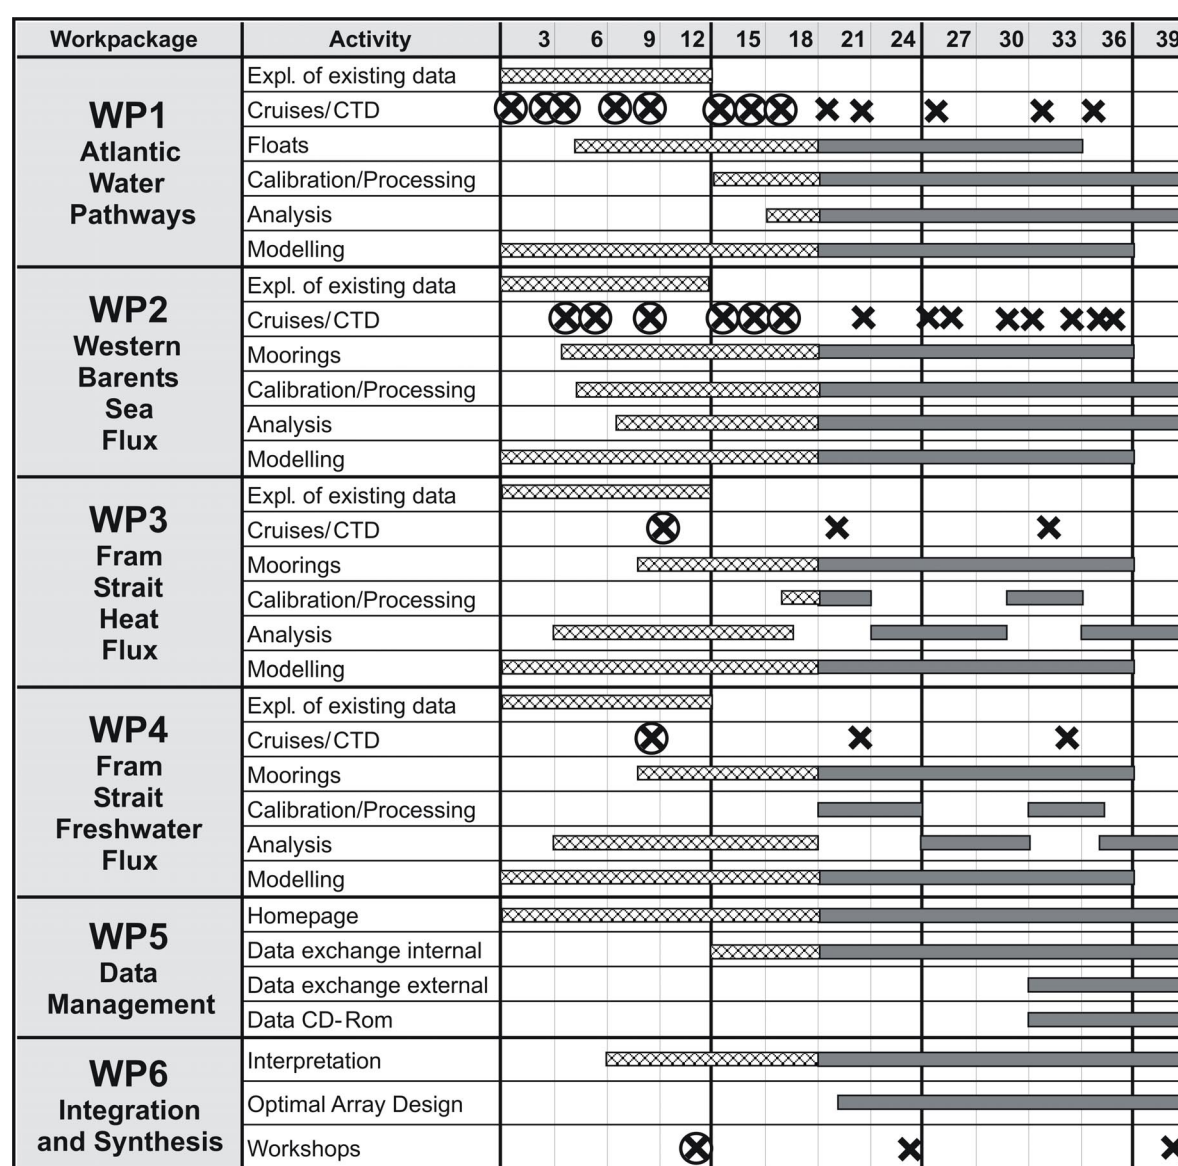 Workpackage Activity 3 6 9 12 15 18 21 24 27 30 33 36 39
WP1
Atlantic
Water
Pathways
Expl. of existing data
Cruises/CTD
Floats
Calibration/Processing
Analysis
Modelling
WP2
Western
Barents
Sea
Flux
Expl. of existing data
Cruises/CTD
Moorings
Calibration/Processing
Analysis
Modelling
WP3
Fram
Strait
Heat
Flux
Expl. of existing data
Cruises/CTD
Moorings
Calibration/Processing
Analysis
Modelling
WP4
Fram
Strait
Freshwater
Flux
Expl. of existing data
Cruises/CTD
Moorings
Calibration/Processing
Analysis
Modelling
WP5
Data
Management
Homepage
Data exchange internal
Data exchange external
Data CD-Rom
WP6
Integration
and Synthesis
Interpretation
Optimal Array Design
Workshops